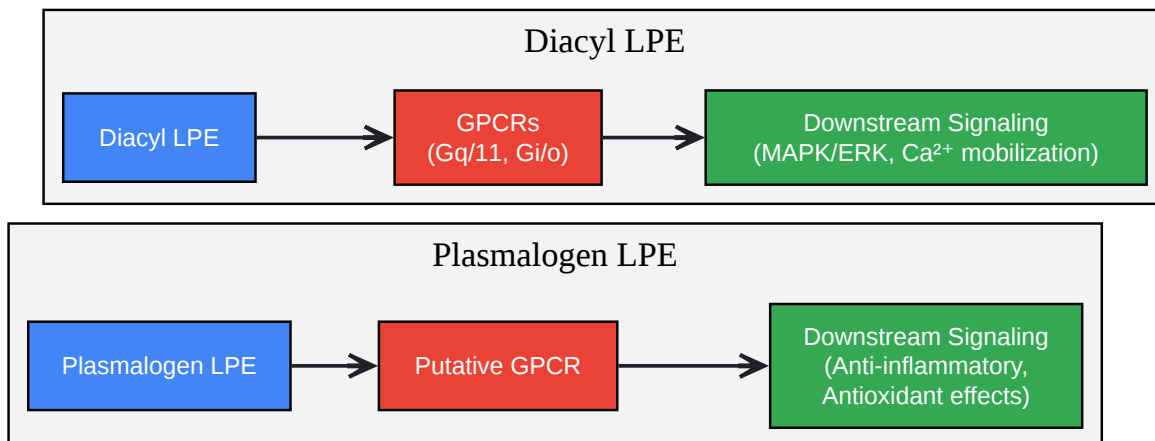 Diacyl LPE
Diacyl LPE
GPCRs
(Gq/11, Gi/o)
Downstream Signaling
(MAPK/ERK, Ca²⁺ mobilization)
Plasmalogen LPE
Plasmalogen LPE
Putative GPCR
Downstream Signaling
(Anti-inflammatory,
Antioxidant effects)